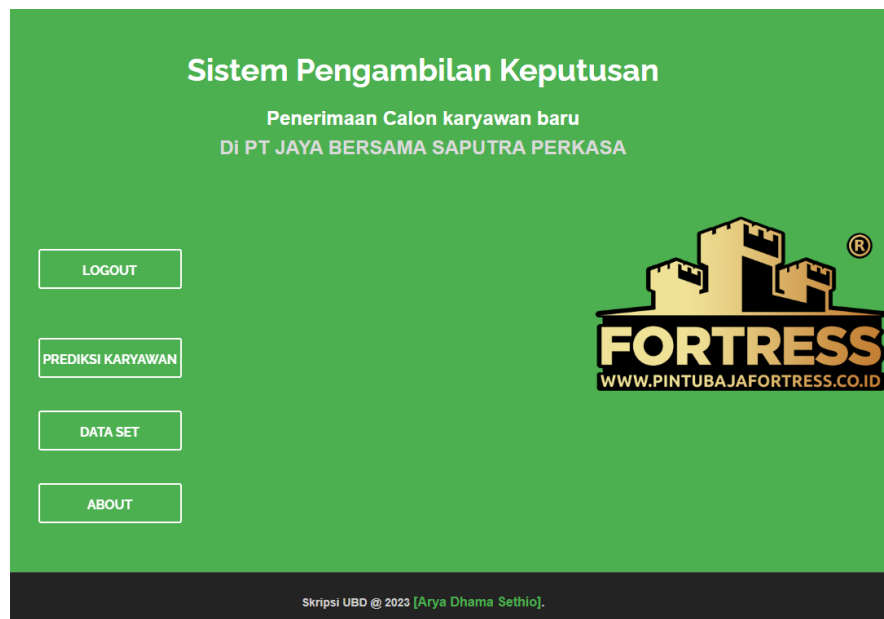 Sistem Pengambilan Keputusan
Penerimaan Calon karyawan baru
Di PT JAYA BERSAMA SAPUTRA PERKASA
LOGOUT
PREDIKSI KARYAWAN
DATA SET
ABOUT
®
FORTRESS
WWW.PINTUBAJAFORTRESS.CO.ID
Skripsi UBD @ 2023 [Arya Dhama Sethio].